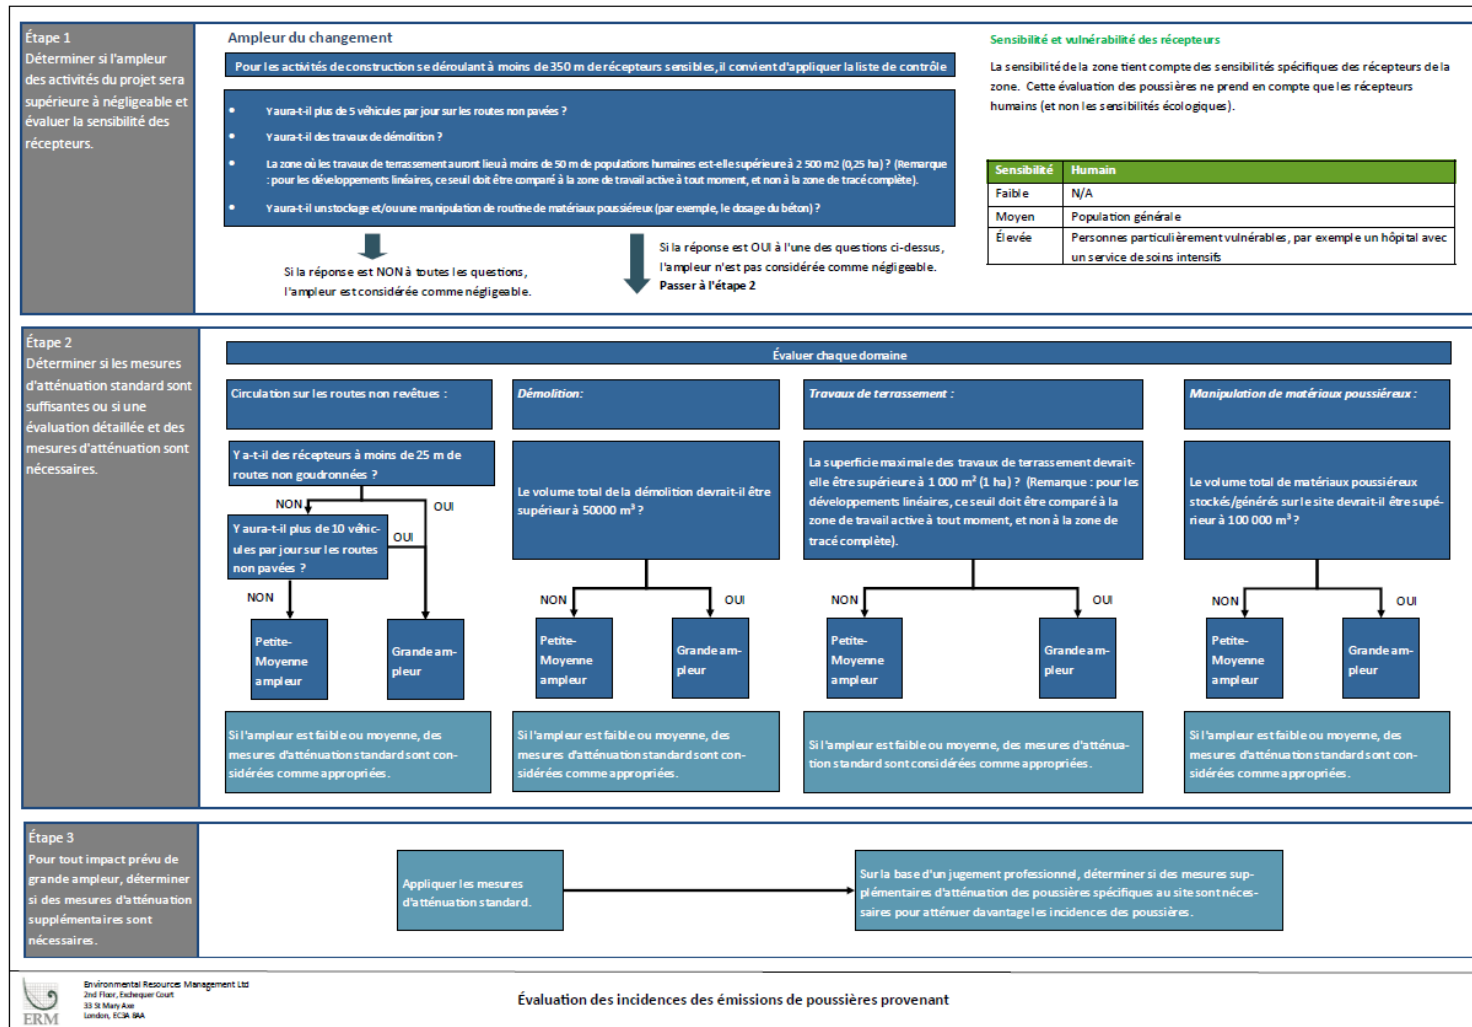 Étape 1
Déterminer si l'ampleur
des activités du projet sera
supérieure à négligeable et
évaluer la sensibilité des
récepteurs.
Ampleur du changement
Pour les activités de construction se déroulant à moins de 350 m de récepteurs sensibles, il convient d'appliquer la liste de contrôle
• Y aura-t-il plus de 5 véhicules par jour sur les routes non pavées ?
• Y aura-t-il des travaux de démolition ?
• La zone où les travaux de terrassement auront lieu à moins de 50 m de populations humaines est-elle supérieure à 2 500 m2 (0,25 ha) ? (Remarque
: pour les développements linéaires, ce seuil doit être comparé à la zone de travail active à tout moment, et non à la zone de tracé complète).
• Y aura-t-il un stockage et/ou une manipulation de routine de matériaux poussiéreux (par exemple, le dosage du béton) ?
Si la réponse est NON à toutes les questions,
l'ampleur est considérée comme négligeable.
Si la réponse est OUI à l'une des questions ci-dessus,
l'ampleur n'est pas considérée comme négligeable.
Passer à l'étape 2
Sensibilité et vulnérabilité des récepteurs
La sensibilité de la zone tient compte des sensibilités spécifiques des récepteurs de la
zone. Cette évaluation des poussières ne prend en compte que les récepteurs
humains (et non les sensibilités écologiques).
Sensibilité Humain
Faible N/A
Moyen Population générale
Élevée Personnes particulièrement vulnérables, par exemple un hôpital avec
un service de soins intensifs
Étape 2
Déterminer si les mesures
d'atténuation standard sont
suffisantes ou si une
évaluation détaillée et des
mesures d'atténuation sont
nécessaires.
Évaluer chaque domaine
Circulation sur les routes non revêtues :
Y a-t-il des récepteurs à moins de 25 m de
routes non goudronnées ?
NON
OUI
Y aura-t-il plus de 10 véhic-
ules par jour sur les routes
non pavées ?
OUI
NON
Petite-
Moyenne
ampleur
Grande am-
pleur
Si l'ampleur est faible ou moyenne, des
mesures d'atténuation standard sont con-
sidérées comme appropriées.
Démolition:
Le volume total de la démolition devrait-il être
supérieur à 50000 m³ ?
NON
OUI
Petite-
Moyenne
ampleur
Grande am-
pleur
Si l'ampleur est faible ou moyenne, des
mesures d'atténuation standard sont con-
sidérées comme appropriées.
Travaux de terrassement :
La superficie maximale des travaux de terrassement devrait-
elle être supérieure à 1 000 m² (1 ha) ? (Remarque : pour les
développements linéaires, ce seuil doit être comparé à la
zone de travail active à tout moment, et non à la zone de
tracé complète).
NON
OUI
Petite-
Moyenne
ampleur
Grande am-
pleur
Si l'ampleur est faible ou moyenne, des mesures d'atténua-
tion standard sont considérées comme appropriées.
Manipulation de matériaux poussiéreux :
Le volume total de matériaux poussiéreux
stockés/générés sur le site devrait-il être supé-
rieur à 100 000 m³ ?
NON
OUI
Petite-
Moyenne
ampleur
Grande am-
pleur
Si l'ampleur est faible ou moyenne, des
mesures d'atténuation standard sont con-
sidérées comme appropriées.
Étape 3
Pour tout impact prévu de
grande ampleur, déterminer
si des mesures d'atténuation
supplémentaires sont
nécessaires.
Appliquer les mesures
d'atténuation standard.
Sur la base d'un jugement professionnel, déterminer si des mesures sup-
plémentaires d'atténuation des poussières spécifiques au site sont néces-
saires pour atténuer davantage les incidences des poussières.
ERM
Environmental Resources Management Ltd
2nd Floor, Exchequer Court
33 St Mary Axe
London, EC3A 8AA
Évaluation des incidences des émissions de poussières provenant